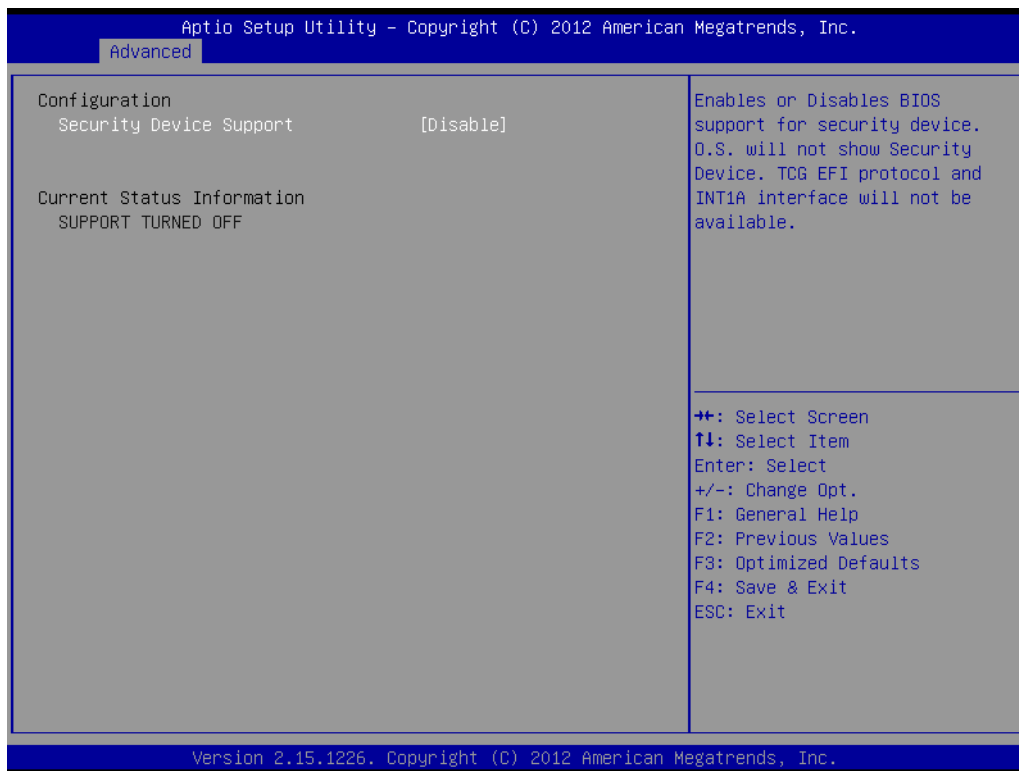 Aptio Setup Utility – Copyright (C) 2012 American Megatrends, Inc.
Advanced
Configuration
Security Device Support [Disable]
Current Status Information
SUPPORT TURNED OFF
Enables or Disables BIOS
support for security device.
O.S. will not show Security
Device. TCG EFI protocol and
INT1A interface will not be
available.
→←: Select Screen
↑↓: Select Item
Enter: Select
+/-: Change Opt.
F1: General Help
F2: Previous Values
F3: Optimized Defaults
F4: Save & Exit
ESC: Exit
Version 2.15.1226. Copyright (C) 2012 American Megatrends, Inc.